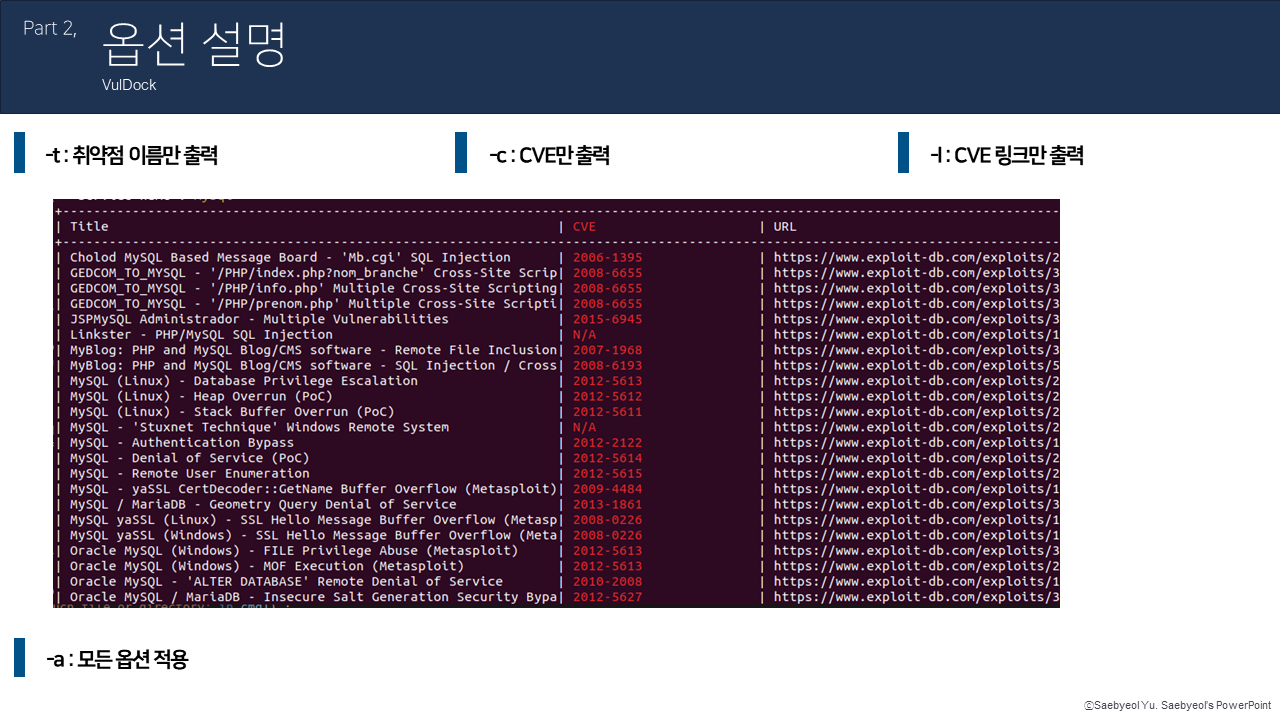 Part 2,
옵션 설명
VulDock
-t : 취약점 이름만 출력
-c : CVE만 출력
-l : CVE 링크만 출력
+--------------------------------------------------------------------------------
| Title | CVE | URL
+--------------------------------------------------------------------------------
| Cholod MySQL Based Message Board - 'Mb.cgi' SQL Injection | 2006-1395 | https://www.exploit-db.com/exploits/2
| GEDCOM_TO_MYSQL - '/PHP/index.php?nom_branche' Cross-Site Scrip| 2008-6655 | https://www.exploit-db.com/exploits/3
| GEDCOM_TO_MYSQL - '/PHP/info.php' Multiple Cross-Site Scripting| 2008-6655 | https://www.exploit-db.com/exploits/3
| GEDCOM_TO_MYSQL - '/PHP/prenom.php' Multiple Cross-Site Scripti| 2008-6655 | https://www.exploit-db.com/exploits/3
| JSPMySQL Administrador - Multiple Vulnerabilities | 2015-6945 | https://www.exploit-db.com/exploits/3
| Linkster - PHP/MySQL SQL Injection | N/A | https://www.exploit-db.com/exploits/1
| MyBlog: PHP and MySQL Blog/CMS software - Remote File Inclusion| 2007-1968 | https://www.exploit-db.com/exploits/3
| MyBlog: PHP and MySQL Blog/CMS software - SQL Injection / Cross| 2008-6193 | https://www.exploit-db.com/exploits/5
| MySQL (Linux) - Database Privilege Escalation | 2012-5613 | https://www.exploit-db.com/exploits/2
| MySQL (Linux) - Heap Overrun (PoC) | 2012-5612 | https://www.exploit-db.com/exploits/2
| MySQL (Linux) - Stack Buffer Overrun (PoC) | 2012-5611 | https://www.exploit-db.com/exploits/2
| MySQL - 'Stuxnet Technique' Windows Remote System | N/A | https://www.exploit-db.com/exploits/2
| MySQL - Authentication Bypass | 2012-2122 | https://www.exploit-db.com/exploits/1
| MySQL - Denial of Service (PoC) | 2012-5614 | https://www.exploit-db.com/exploits/2
| MySQL - Remote User Enumeration | 2012-5615 | https://www.exploit-db.com/exploits/2
| MySQL - yaSSL CertDecoder::GetName Buffer Overflow (Metasploit)| 2009-4484 | https://www.exploit-db.com/exploits/1
| MySQL / MariaDB - Geometry Query Denial of Service | 2013-1861 | https://www.exploit-db.com/exploits/3
| MySQL yaSSL (Linux) - SSL Hello Message Buffer Overflow (Metasp| 2008-0226 | https://www.exploit-db.com/exploits/1
| MySQL yaSSL (Windows) - SSL Hello Message Buffer Overflow (Meta| 2008-0226 | https://www.exploit-db.com/exploits/1
| Oracle MySQL (Windows) - FILE Privilege Abuse (Metasploit) | 2012-5613 | https://www.exploit-db.com/exploits/3
| Oracle MySQL (Windows) - MOF Execution (Metasploit) | 2012-5613 | https://www.exploit-db.com/exploits/2
| Oracle MySQL - 'ALTER DATABASE' Remote Denial of Service | 2010-2008 | https://www.exploit-db.com/exploits/1
| Oracle MySQL / MariaDB - Insecure Salt Generation Security Bypa| 2012-5627 | https://www.exploit-db.com/exploits/3
-a : 모든 옵션 적용
ⓒSaebyeol Yu. Saebyeol's PowerPoint